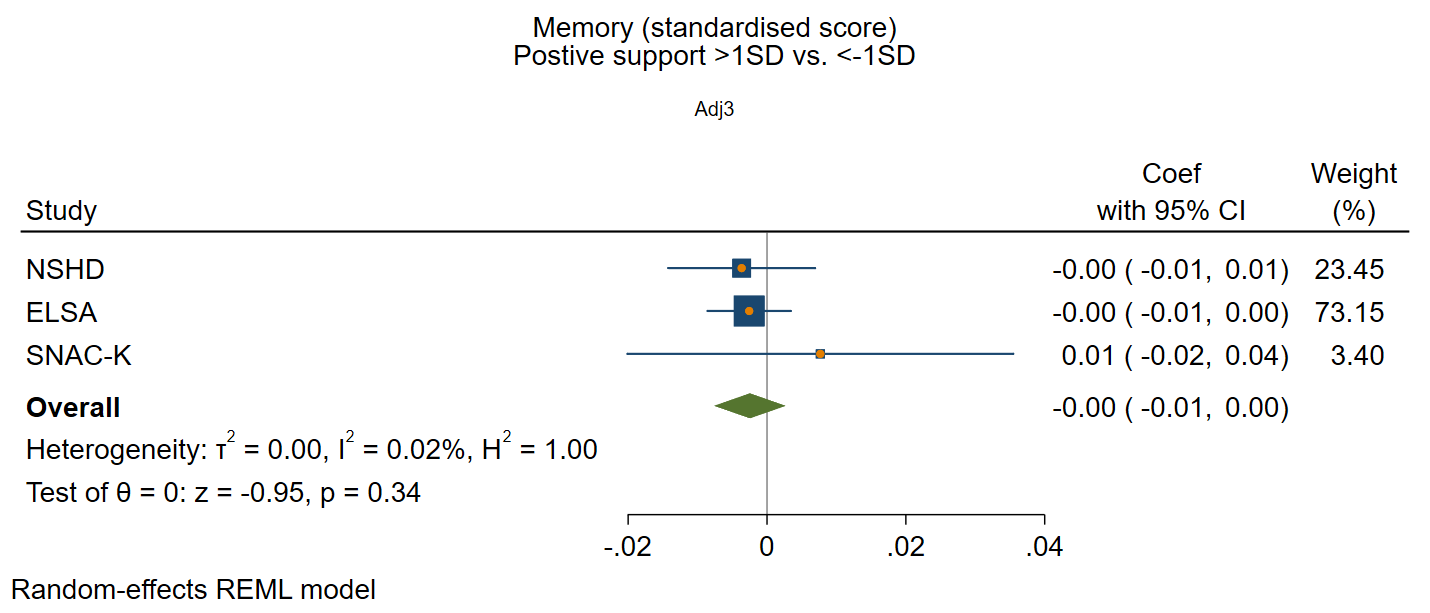 Memory (standardised score)
Postive support >1SD vs. <-1SD
Adj3
Coef Weight
Study with 95% CI (%)
NSHD -0.00 ( -0.01, 0.01) 23.45
ELSA -0.00 ( -0.01, 0.00) 73.15
SNAC-K 0.01 ( -0.02, 0.04) 3.40
Overall -0.00 ( -0.01, 0.00)
Heterogeneity: τ² = 0.00, I² = 0.02%, H² = 1.00
Test of θ = 0: z = -0.95, p = 0.34
-.02 0 .02 .04
Random-effects REML model